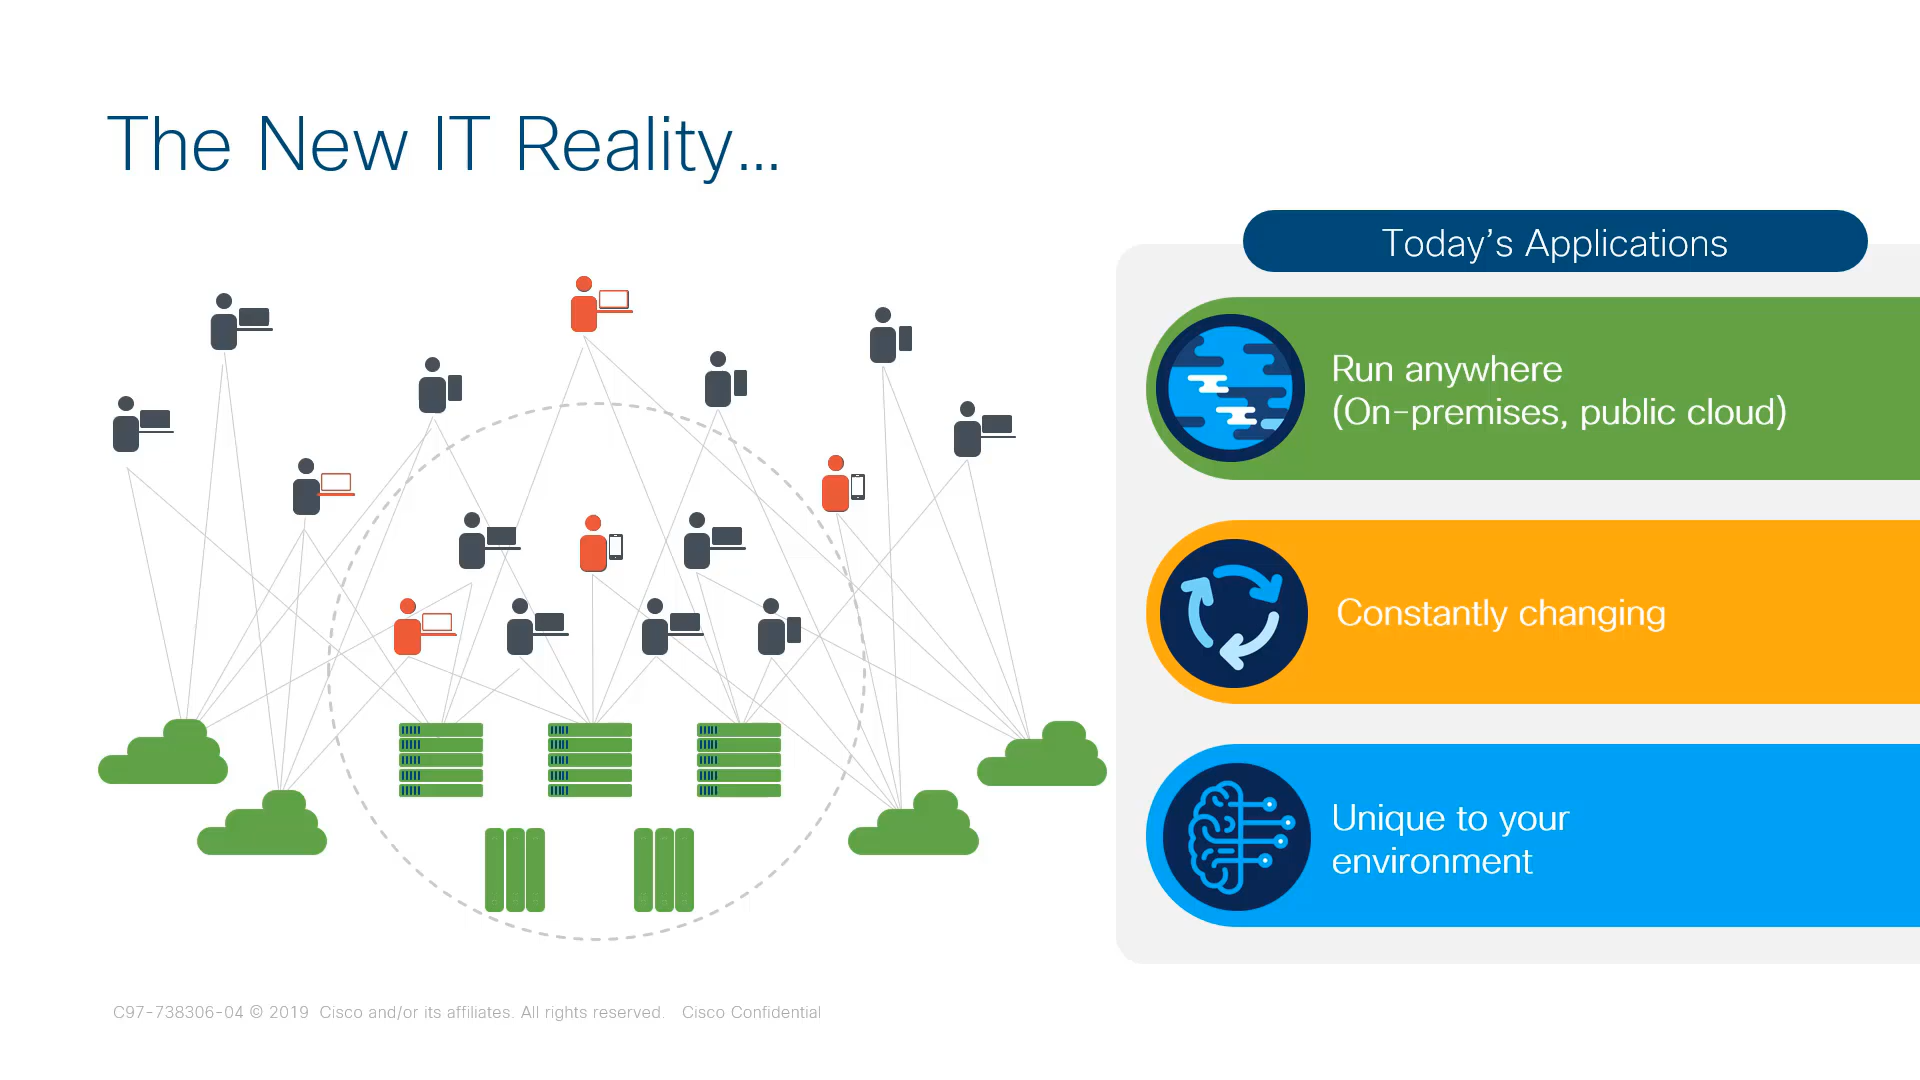 The New IT Reality...
Today’s Applications
Run anywhere
(On-premises, public cloud)
Constantly changing
Unique to your
environment
C97-738306-04 © 2019 Cisco and/or its affiliates. All rights reserved. Cisco Confidential